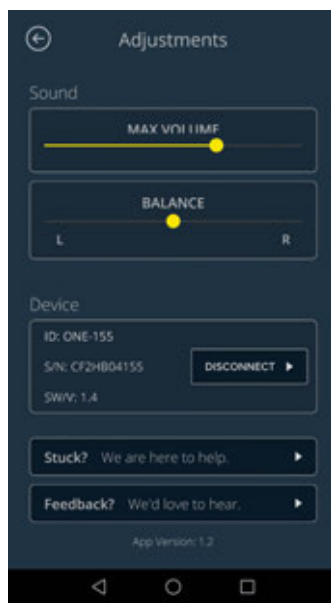 Adjustments
Sound
MAX VOLUME
BALANCE
L R
Device
ID: ONE-155
S/N: CF2HB04155
DISCONNECT
SW/V: 1.4
Stuck? We are here to help.
Feedback? We'd love to hear.
App Version: 1.2